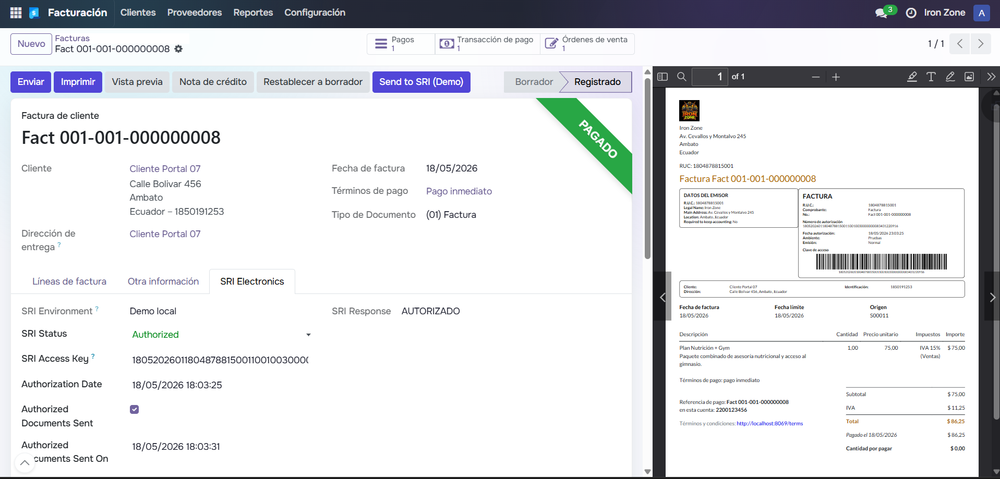 Facturación Clientes Proveedores Reportes Configuración 3 Iron Zone A
Nuevo
Facturas
Fact 001-001-000000008
Pagos
1
Transacción de pago
1
Órdenes de venta
1
1 / 1
Enviar Imprimir Vista previa Nota de crédito Restablecer a borrador Send to SRI (Demo) Borrador Registrado
PAGADO
Factura de cliente
Fact 001-001-000000008
Cliente Cliente Portal 07
Calle Bolivar 456
Ambato
Ecuador – 1850191253
Dirección de entrega ? Cliente Portal 07
Fecha de factura 18/05/2026
Términos de pago Pago inmediato
Tipo de Documento (01) Factura
Líneas de factura Otra información SRI Electronics
SRI Environment ? Demo local
SRI Response AUTORIZADO
SRI Status Authorized
SRI Access Key ? 18052026011804878815001100100300000
Authorization Date 18/05/2026 18:03:25
Authorized
Documents Sent
Authorized 18/05/2026 18:03:31
cuments Sent On
1 of 1
IRON
ZONE
Iron Zone
Av. Cevallos y Montalvo 245
Ambato
Ecuador
RUC: 1804878815001
Factura Fact 001-001-000000008
DATOS DEL EMISOR
R.U.C.: 1804878815001
Legal Name: Iron Zone
Main Address: Av. Cevallos y Montalvo 245
Location: Ambato, Ecuador
Required to keep accounting: No
FACTURA
R.U.C.: 1804878815001
Comprobante: Factura
No.: Fact 001-001-000000008
Número de autorización
Fecha autorización: 18/05/2026 23:03:25
Ambiente: Pruebas
Emisión: Normal
Clave de acceso
Cliente: Cliente Portal 07 Identificación: 1850191253
Dirección: Calle Bolivar 456, Ambato, Ecuador
Fecha de factura Fecha límite Origen
18/05/2026 18/05/2026 S00011
Descripción Cantidad Precio unitario Impuestos Importe
Plan Nutrición + Gym 1,00 75,00 IVA 15% $ 75,00
Paquete combinado de asesoría nutricional y acceso al (Ventas)
gimnasio.
Términos de pago: pago inmediato
Subtotal $ 75,00
IVA $ 11,25
Total $ 86,25
Pagado el 18/05/2026 $ 86,25
Cantidad por pagar $ 0,00
Referencia de pago: Fact 001-001-000000008
en esta cuenta: 2200123456
Términos y condiciones: http://localhost:8069/terms